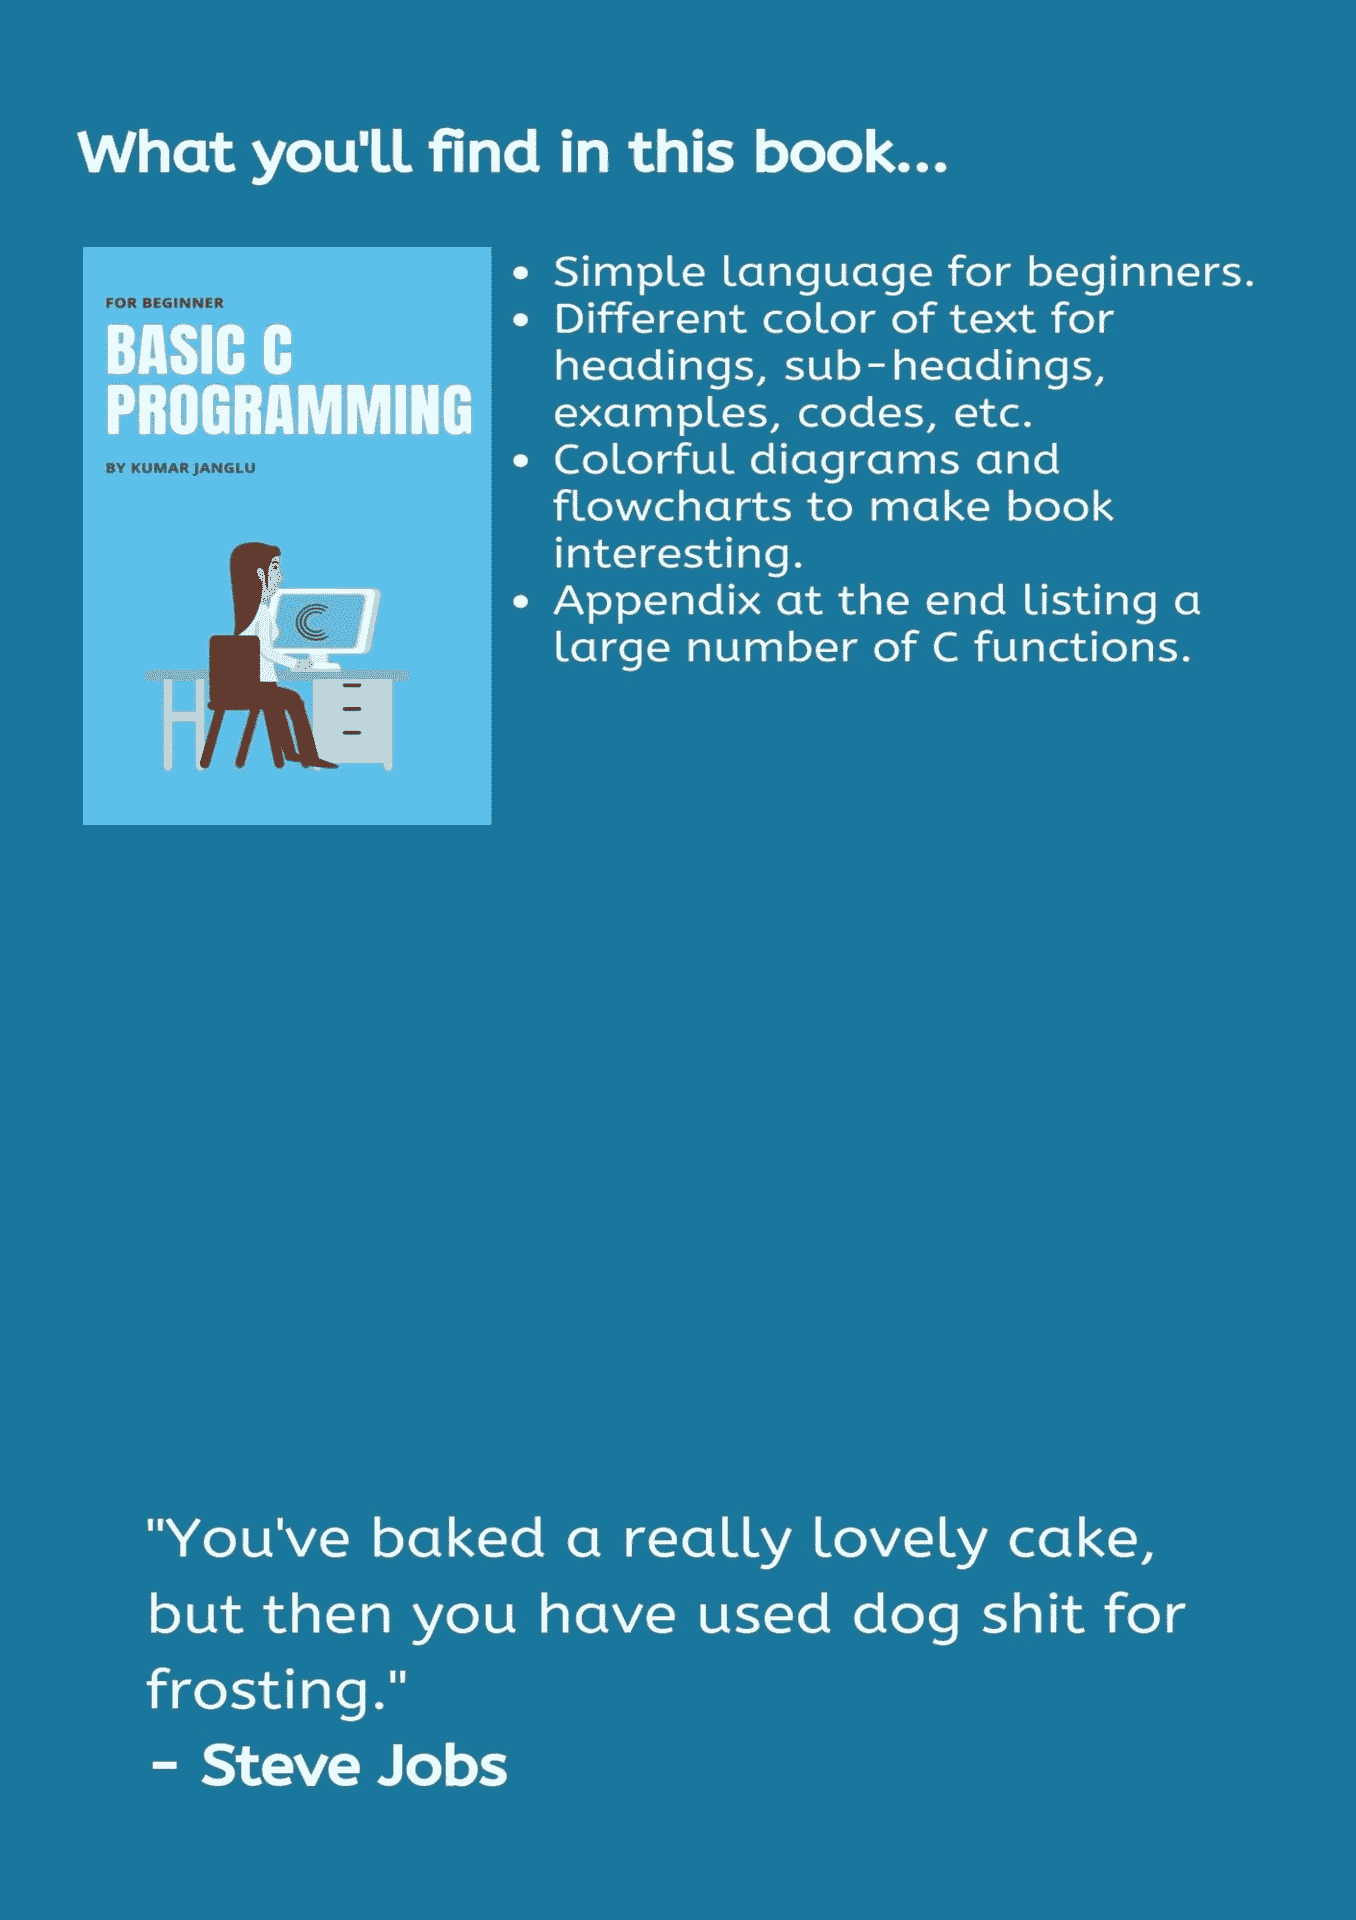 What you'll find in this book...
FOR BEGINNER
BASIC C
PROGRAMMING
BY KUMAR JANGLU
C
• Simple language for beginners.
• Different color of text for
headings, sub-headings,
examples, codes, etc.
• Colorful diagrams and
flowcharts to make book
interesting.
• Appendix at the end listing a
large number of C functions.
"You've baked a really lovely cake,
but then you have used dog shit for
frosting."
- Steve Jobs